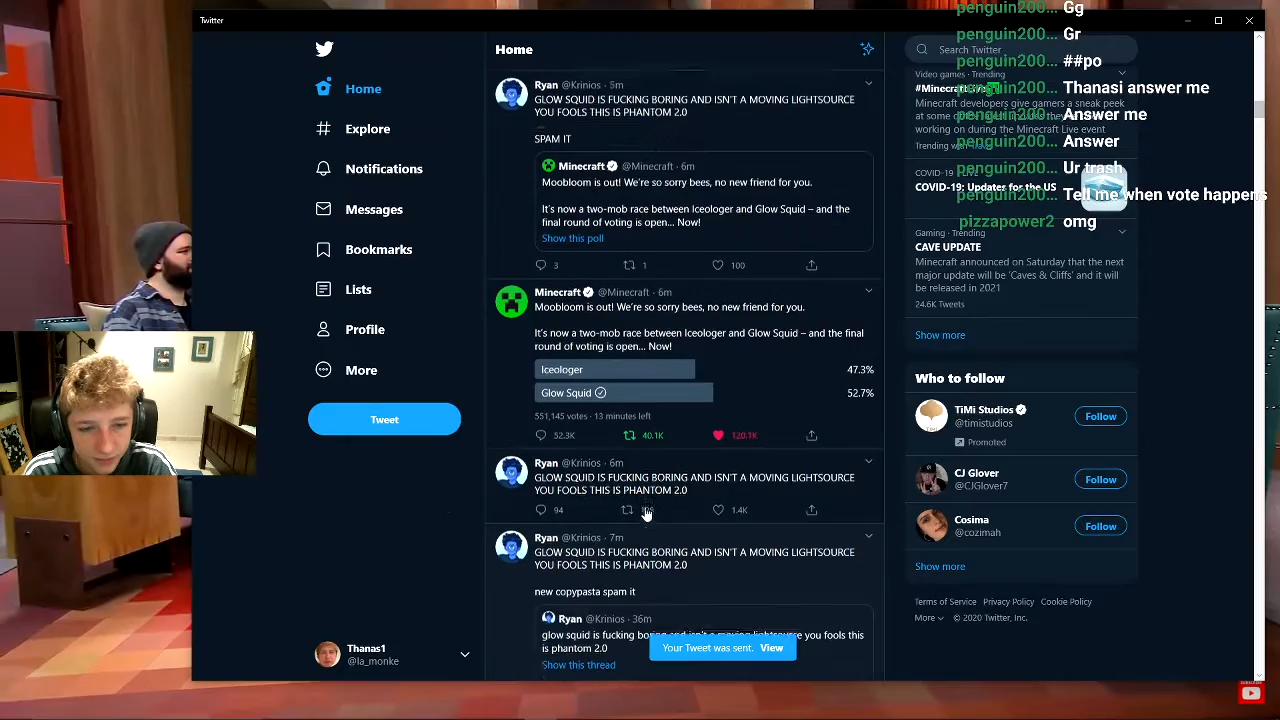 Twitter
Home
Explore
Notifications
Messages
Bookmarks
Lists
Profile
More
Tweet
Thanas1
@la_monke
Home
Ryan @Krinios · 5m
GLOW SQUID IS FUCKING BORING AND ISN'T A MOVING LIGHTSOURCE
YOU FOOLS THIS IS PHANTOM 2.0
SPAM IT
Minecraft @Minecraft · 6m
Moobloom is out! We're so sorry bees, no new friend for you.
It's now a two-mob race between Iceologer and Glow Squid – and the
final round of voting is open... Now!
Show this poll
3 1 100
Minecraft @Minecraft · 6m
Moobloom is out! We're so sorry bees, no new friend for you.
It's now a two-mob race between Iceologer and Glow Squid – and the final
round of voting is open... Now!
Iceologer 47.3%
Glow Squid 52.7%
551,145 votes · 13 minutes left
52.3K 40.1K 120.1K
Ryan @Krinios · 6m
GLOW SQUID IS FUCKING BORING AND ISN'T A MOVING LIGHTSOURCE
YOU FOOLS THIS IS PHANTOM 2.0
94 1.4K
Ryan @Krinios · 7m
GLOW SQUID IS FUCKING BORING AND ISN'T A MOVING LIGHTSOURCE
YOU FOOLS THIS IS PHANTOM 2.0
new copypasta spam it
Ryan @Krinios · 36m
glow squid is fucking boring and isn't a moving lightsource you fools this
is phantom 2.0
Show this thread
Your Tweet was sent. View
Search Twitter
Video games · Trending
Minecraft developers give gamers a sneak peek
at some of
working on during the Minecraft Live event
Trending with
COVID-19
COVID-19: Updates for the US
Gaming · Trending
CAVE UPDATE
Minecraft announced on Saturday that the next
major update will be 'Caves & Cliffs' and it will
be released in 2021
24.6K Tweets
Show more
Who to follow
TiMi Studios
@timistudios
Follow
Promoted
CJ Glover
@CJGlover7
Follow
Cosima
@cozimah
Follow
Show more
Terms of Service Privacy Policy Cookie Policy
More © 2020 Twitter, Inc.
penguin200... Gg
penguin200... Gr
penguin200... ##po
penguin200... Thanasi answer me
penguin200... Answer me
penguin200... Answer
penguin200... Ur trash
penguin200... Tell me when vote happens
pizzapower2 omg
SUBSCRIBE